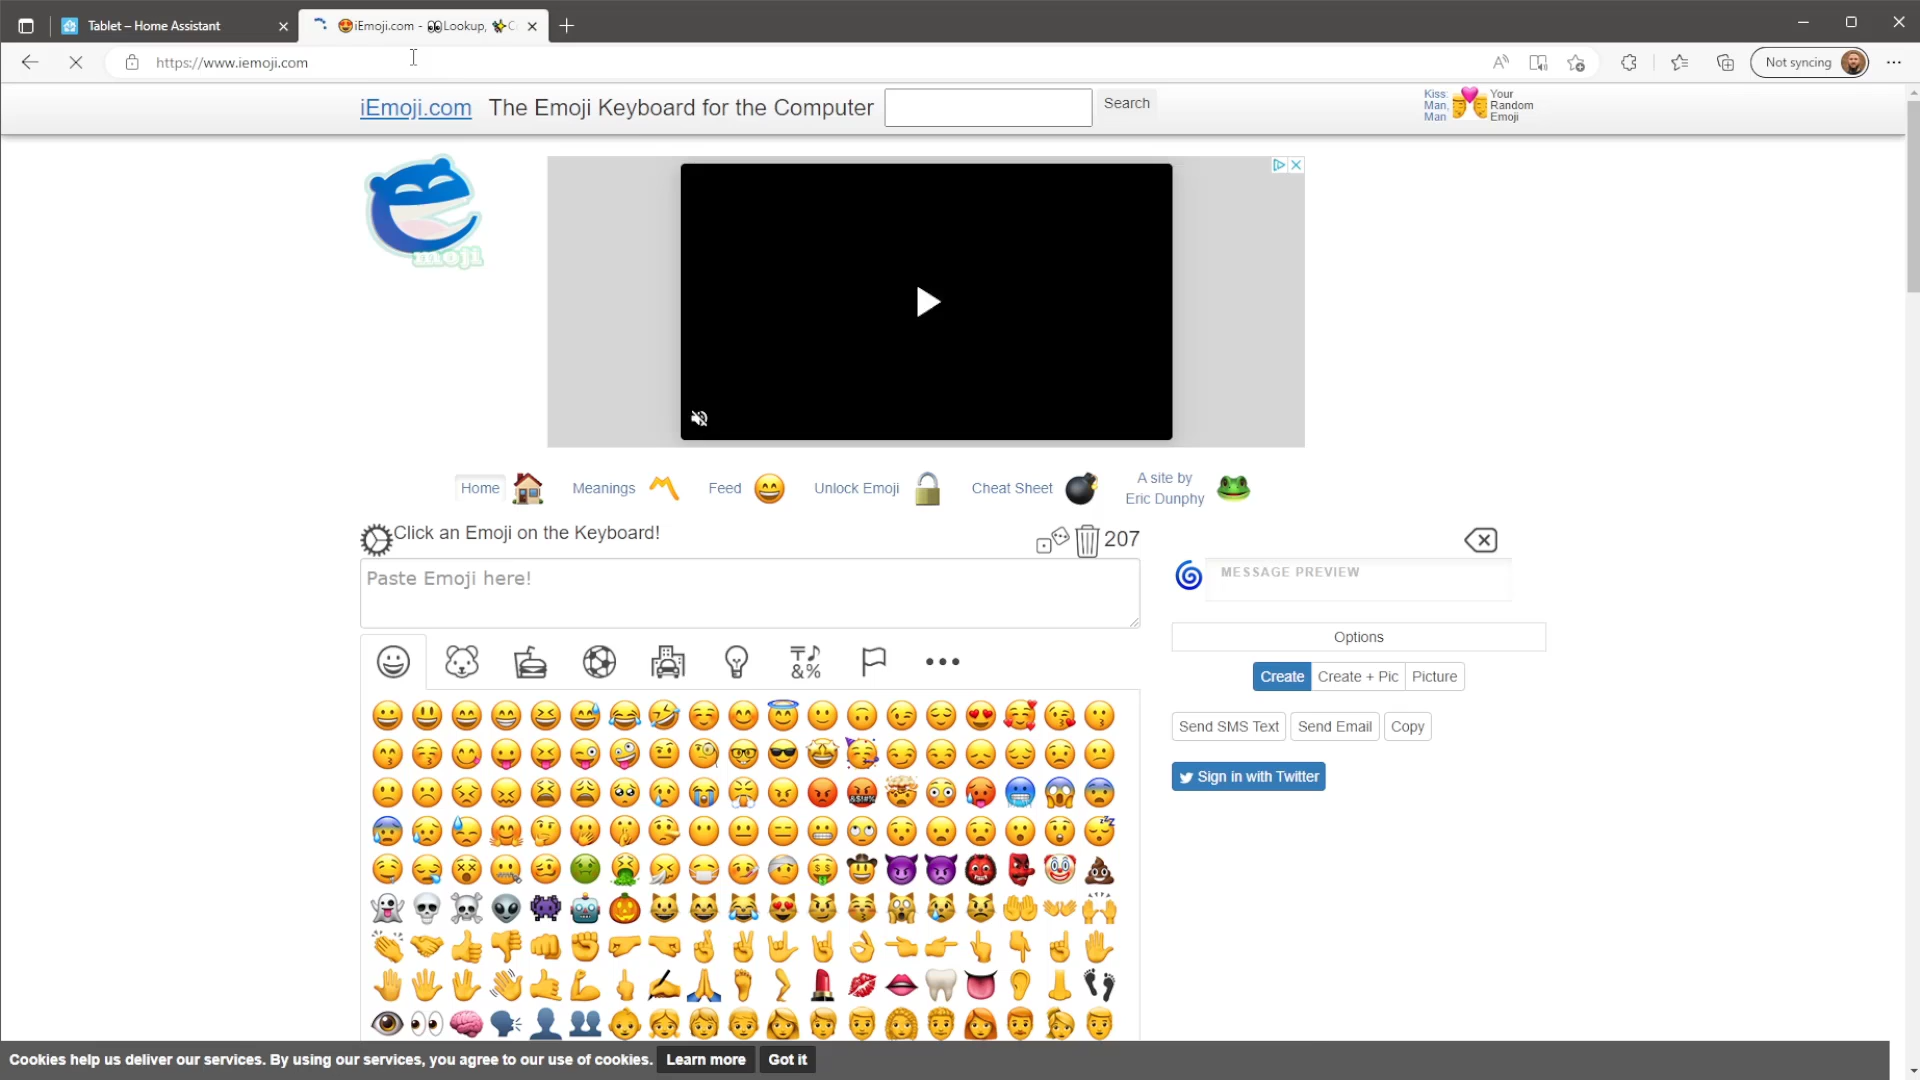 Tablet – Home Assistant
iEmoji.com - 👀Lookup,
https://www.iemoji.com
Not syncing
iEmoji.com
The Emoji Keyboard for the Computer
Search
Kiss:
Man,
Man
Your
Random
Emoji
moji
Home
Meanings
Feed
Unlock Emoji
Cheat Sheet
A site by
Eric Dunphy
Click an Emoji on the Keyboard!
207
Paste Emoji here!
MESSAGE PREVIEW
Options
Create
Create + Pic
Picture
Send SMS Text
Send Email
Copy
Sign in with Twitter
Cookies help us deliver our services. By using our services, you agree to our use of cookies.
Learn more
Got it